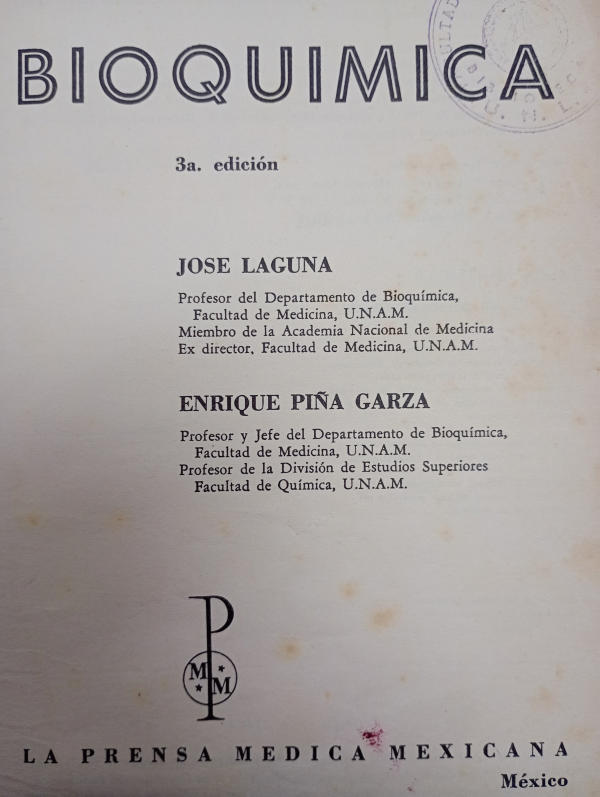 BIOQUIMICA
3a. edición
JOSE LAGUNA
Profesor del Departamento de Bioquímica,
Facultad de Medicina, U.N.A.M.
Miembro de la Academia Nacional de Medicina
Ex director, Facultad de Medicina, U.N.A.M.
ENRIQUE PIÑA GARZA
Profesor y Jefe del Departamento de Bioquímica,
Facultad de Medicina, U.N.A.M.
Profesor de la División de Estudios Superiores
Facultad de Química, U.N.A.M.
P
M
M
LA PRENSA MEDICA MEXICANA
México